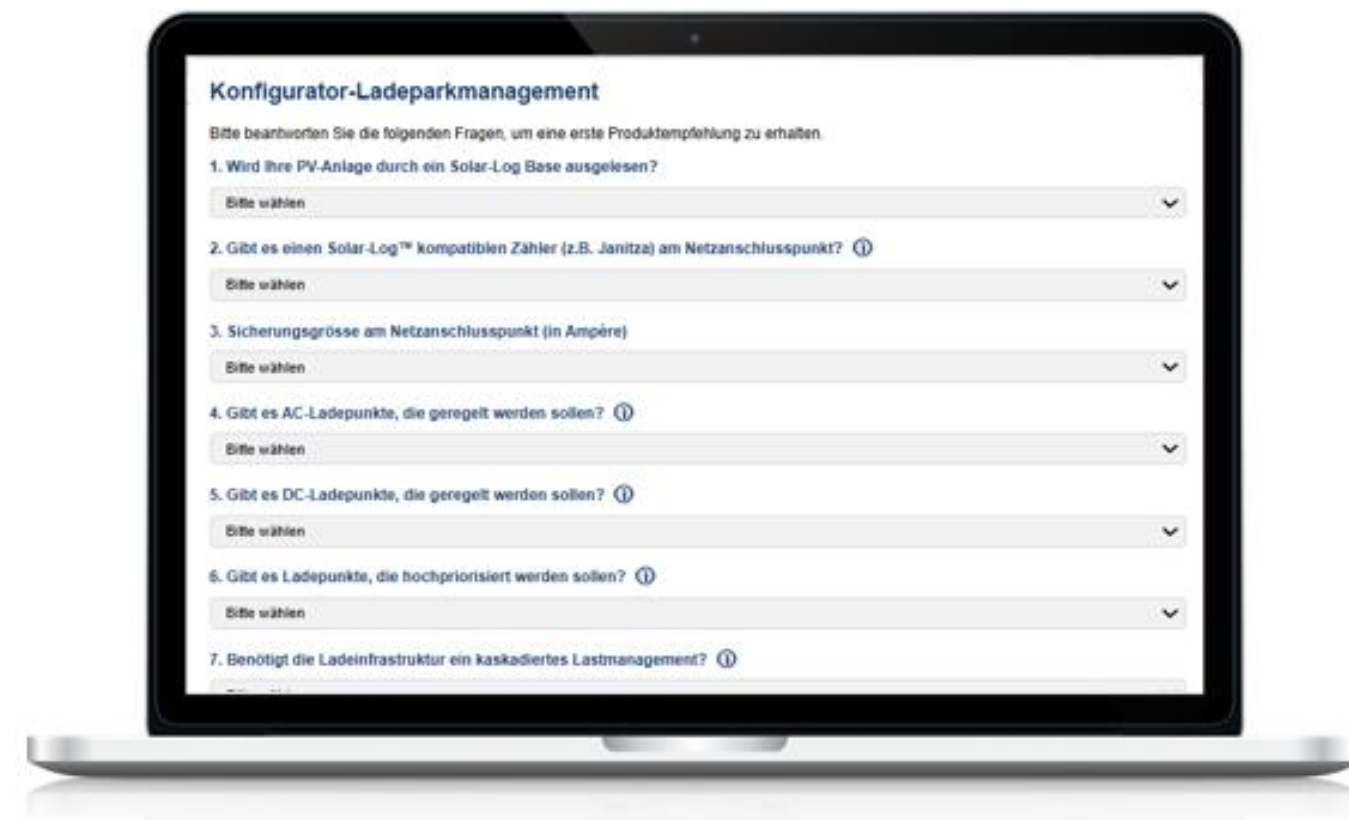 Konfigurator-Ladeparkmanagement
Bitte beantworten Sie die folgenden Fragen, um eine erste Produktempfehlung zu erhalten.
1. Wird Ihre PV-Anlage durch ein Solar-Log Base ausgelesen?
Bitte wählen
2. Gibt es einen Solar-Log™ kompatiblen Zähler (z.B. Janitza) am Netzanschlusspunkt?
Bitte wählen
3. Sicherungsgrösse am Netzanschlusspunkt (in Ampère)
Bitte wählen
4. Gibt es AC-Ladepunkte, die geregelt werden sollen?
Bitte wählen
5. Gibt es DC-Ladepunkte, die geregelt werden sollen?
Bitte wählen
6. Gibt es Ladepunkte, die hochpriorisiert werden sollen?
Bitte wählen
7. Benötigt die Ladeinfrastruktur ein kaskadiertes Lastmanagement?